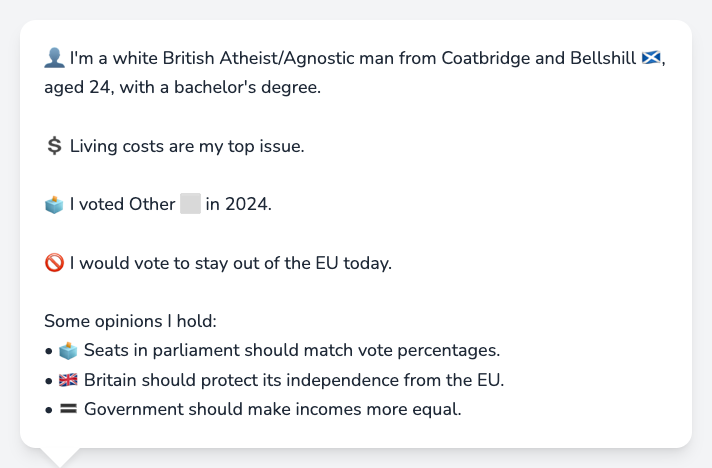 👤 I'm a white British Atheist/Agnostic man from Coatbridge and Bellshill 🏴󠁧󠁢󠁳󠁣󠁴󠁿,
aged 24, with a bachelor's degree.
💲 Living costs are my top issue.
🗳️ I voted Other ⬜ in 2024.
🚫 I would vote to stay out of the EU today.
Some opinions I hold:
• 🗳️ Seats in parliament should match vote percentages.
• 🇬🇧 Britain should protect its independence from the EU.
• 🟰 Government should make incomes more equal.